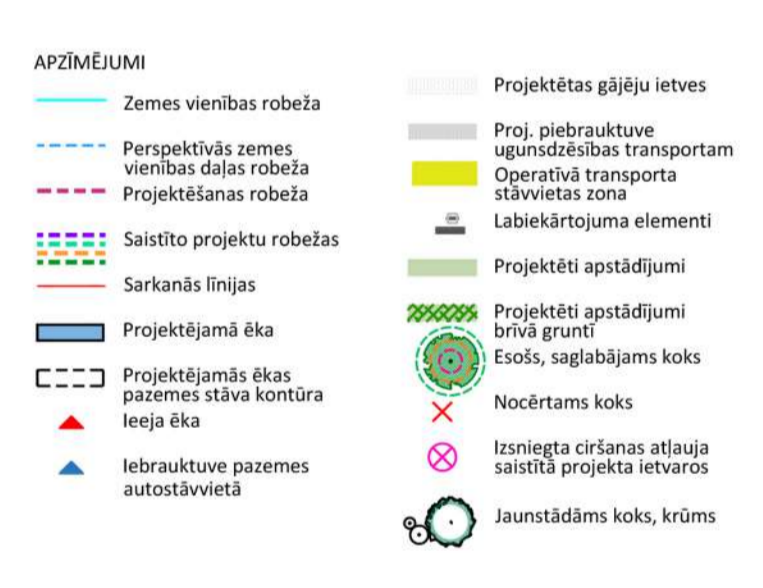 APZĪMĒJUMI
Zemes vienības robeža
Perspektīvās zemes
vienības daļas robeža
Projektēšanas robeža
Saistīto projektu robežas
Sarkanās līnijas
Projektējamā ēka
Projektējamās ēkas
pazemes stāva kontūra
Ieeja ēka
Iebrauktuve pazemes
autostāvvietā
Projektētas gājēju ietves
Proj. piebrauktuve
ugunsdzēsības transportam
Operatīvā transporta
stāvvietas zona
Labiekārtojuma elementi
Projektēti apstādījumi
Projektēti apstādījumi
brīvā gruntī
Esošs, saglabājams koks
Nocērtams koks
Izsniegta ciršanas atļauja
saistītā projekta ietvaros
Jaunstādāms koks, krūms